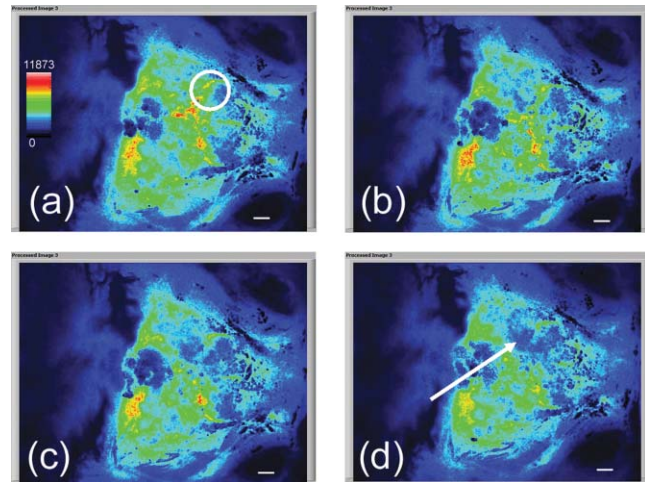 Processed Image 3
Processed Image 3
11873
0
(a)
(b)
Processed Image 3
Processed Image 3
(c)
(d)